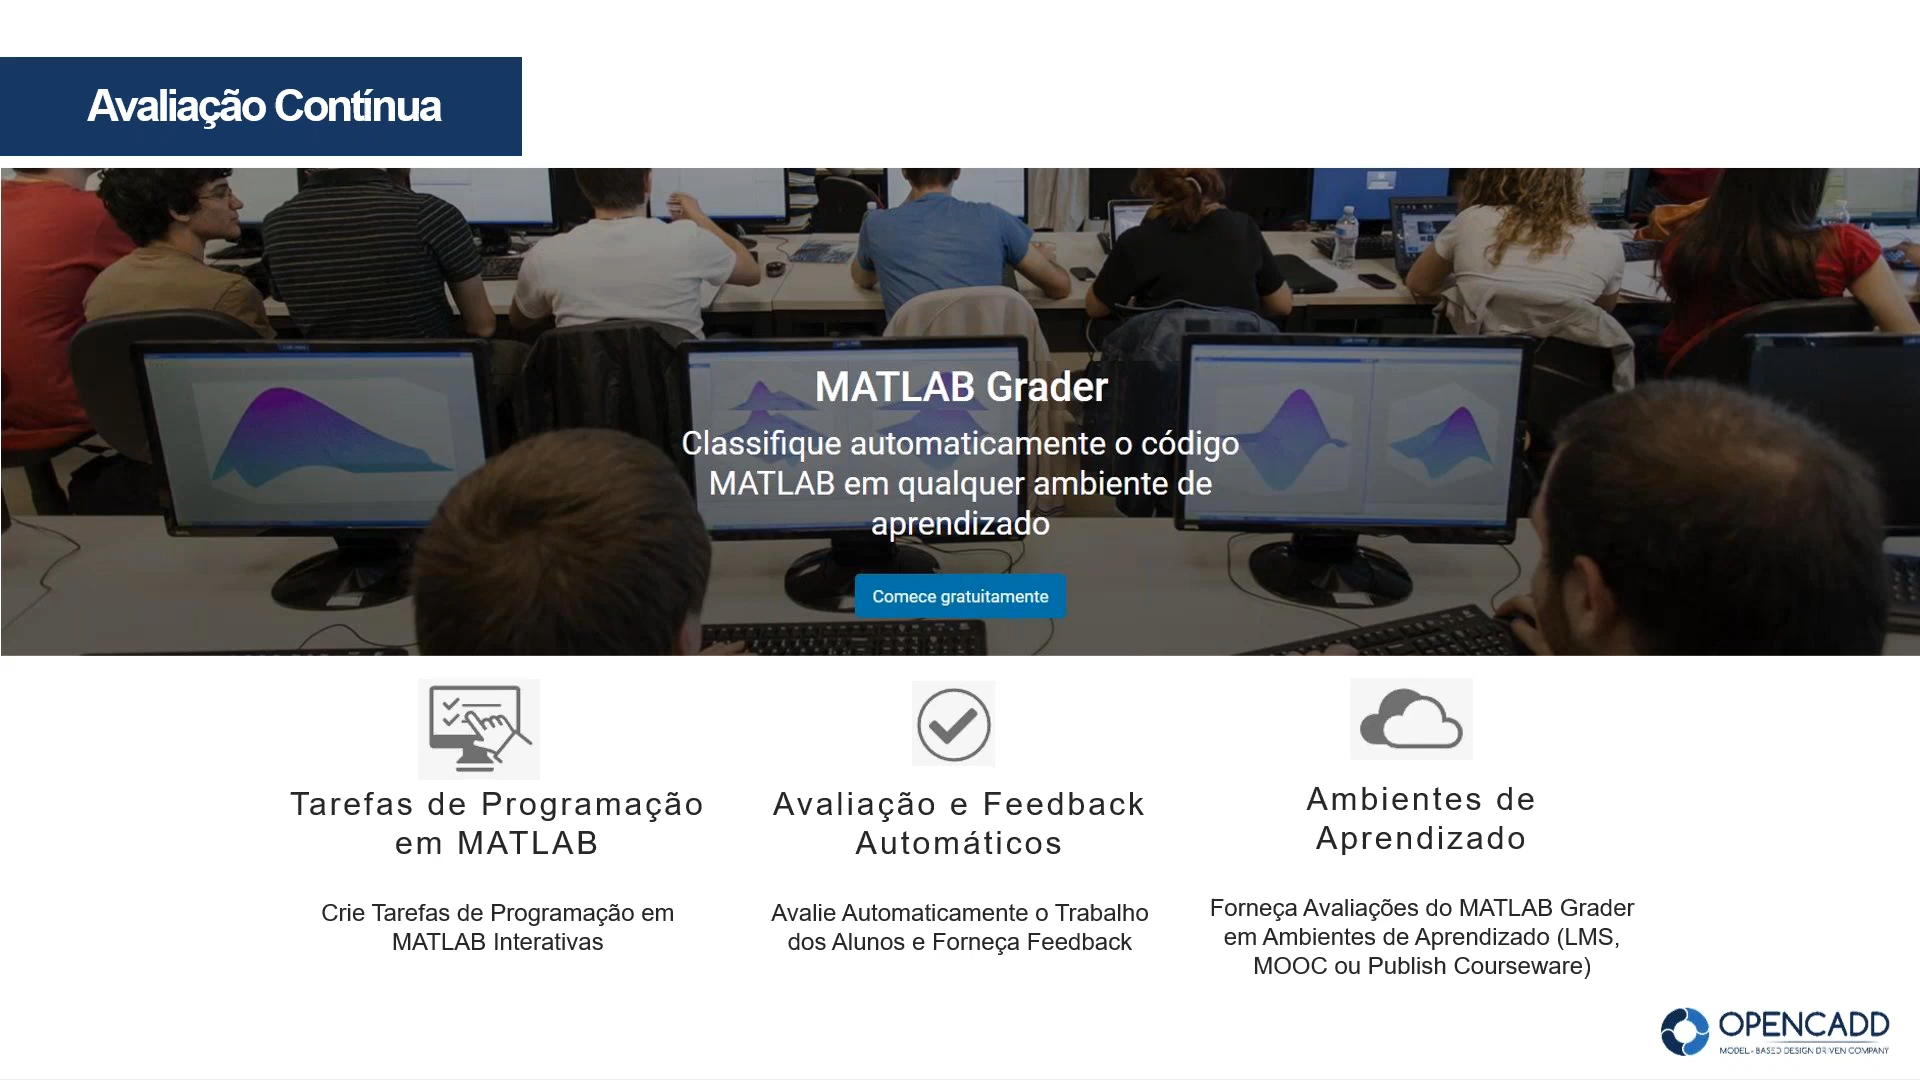 Avaliação Contínua
MATLAB Grader
Classifique automaticamente o código
MATLAB em qualquer ambiente de
aprendizado
Comece gratuitamente
Tarefas de Programação
em MATLAB
Crie Tarefas de Programação em
MATLAB Interativas
Avaliação e Feedback
Automáticos
Avalie Automaticamente o Trabalho
dos Alunos e Forneça Feedback
Ambientes de
Aprendizado
Forneça Avaliações do MATLAB Grader
em Ambientes de Aprendizado (LMS,
MOOC ou Publish Courseware)
OPENCADD
MODEL-BASED DESIGN DRIVEN COMPANY